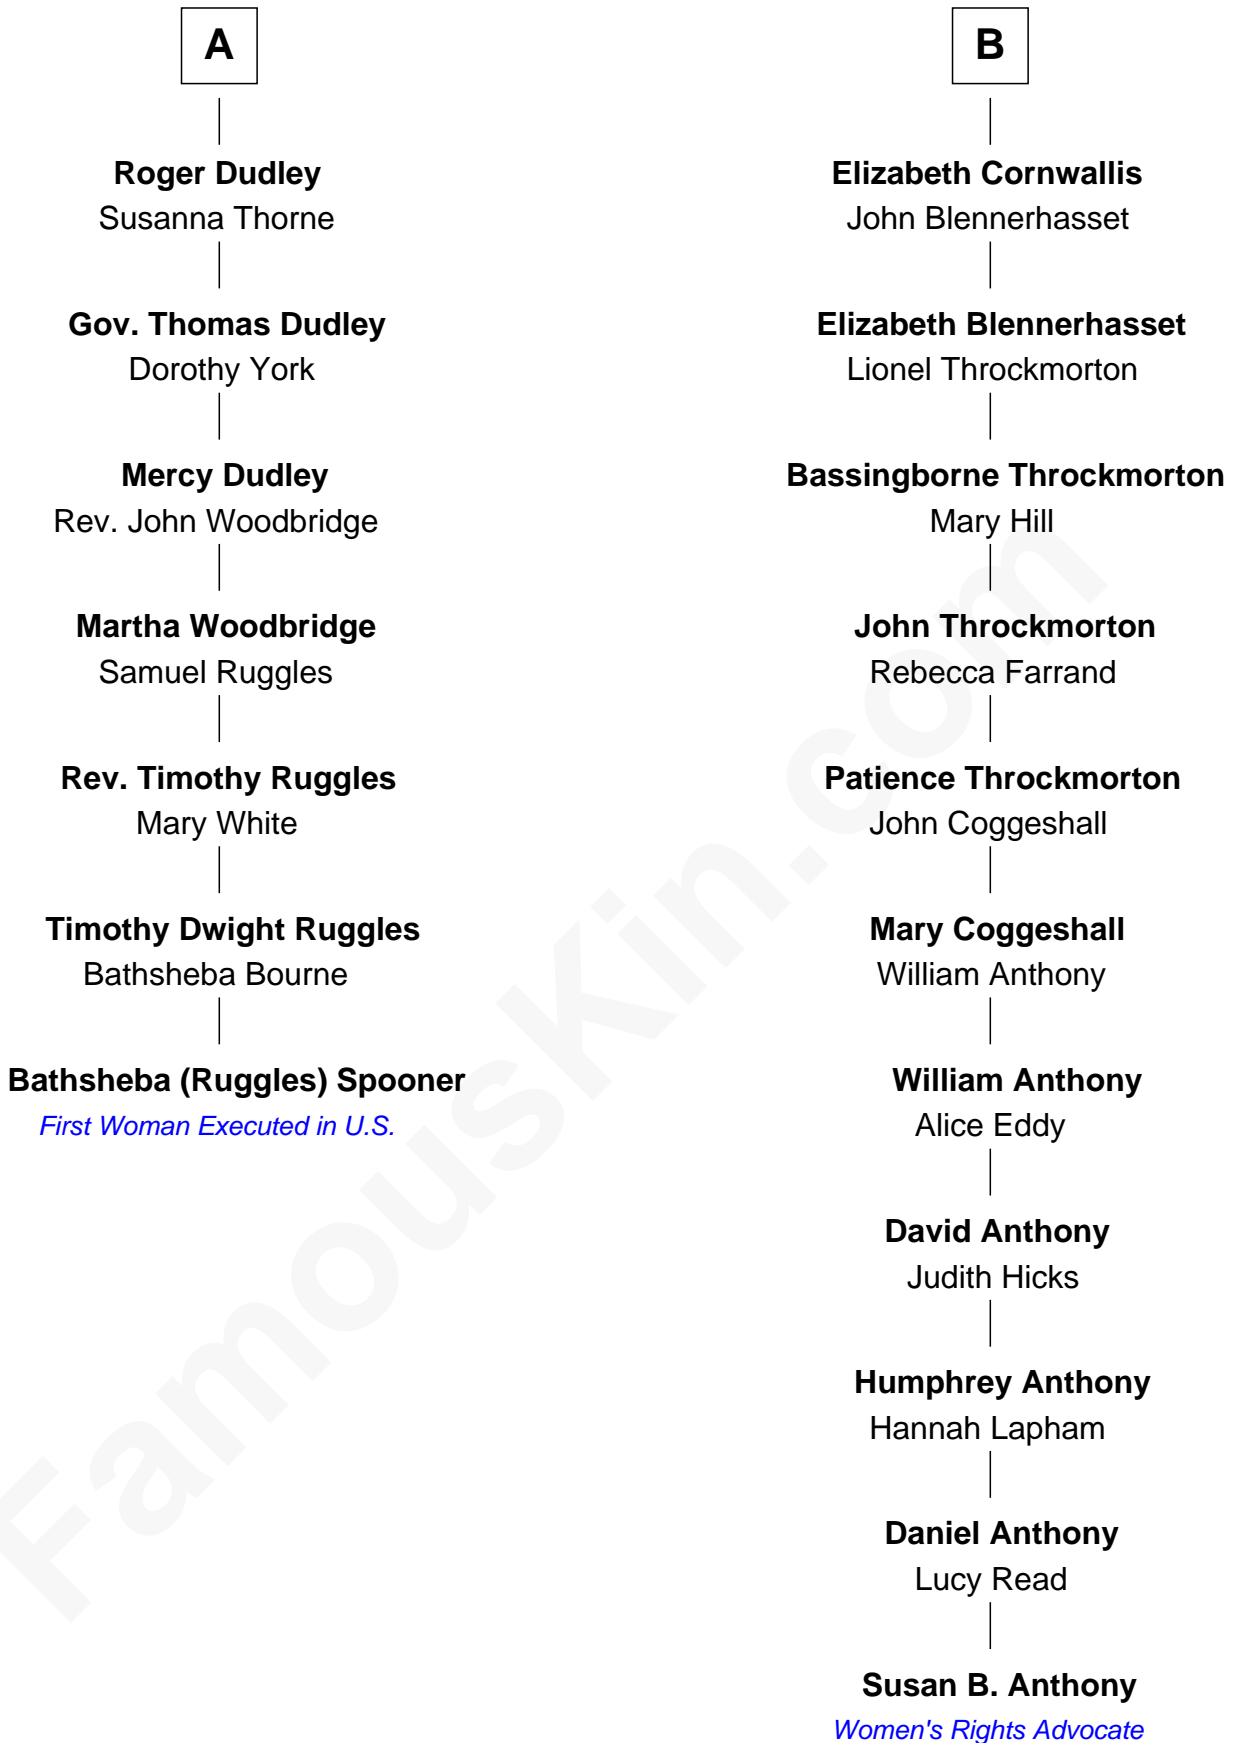 A
Roger Dudley
Susanna Thorne
Gov. Thomas Dudley
Dorothy York
Mercy Dudley
Rev. John Woodbridge
Martha Woodbridge
Samuel Ruggles
Rev. Timothy Ruggles
Mary White
Timothy Dwight Ruggles
Bathsheba Bourne
Bathsheba (Ruggles) Spooner
First Woman Executed in U.S.
B
Elizabeth Cornwallis
John Blennerhasset
Elizabeth Blennerhasset
Lionel Throckmorton
Bassingborne Throckmorton
Mary Hill
John Throckmorton
Rebecca Farrand
Patience Throckmorton
John Coggeshall
Mary Coggeshall
William Anthony
William Anthony
Alice Eddy
David Anthony
Judith Hicks
Humphrey Anthony
Hannah Lapham
Daniel Anthony
Lucy Read
Susan B. Anthony
Women's Rights Advocate
FamousKin.com